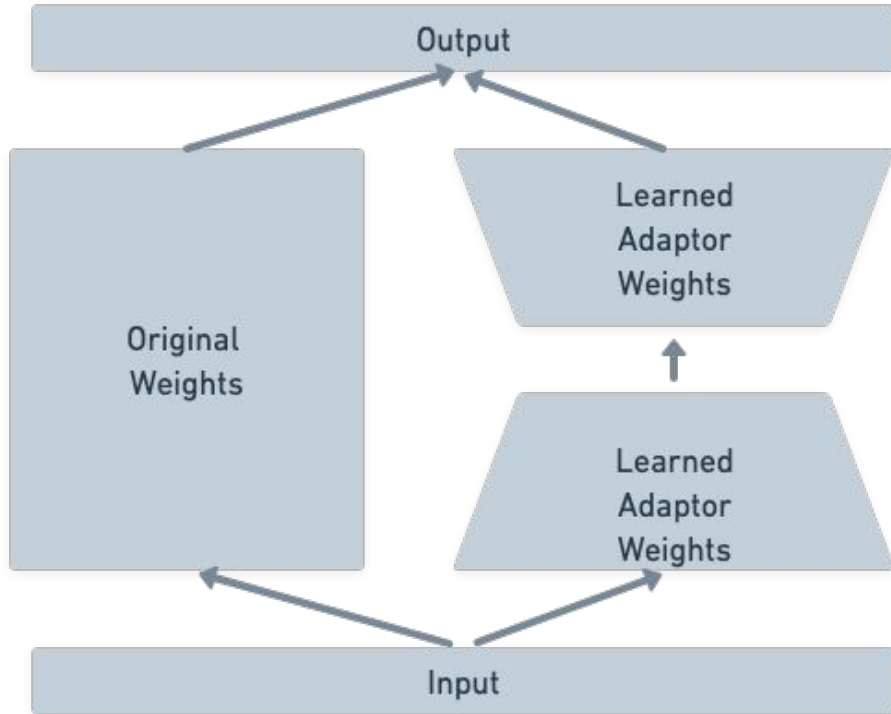 Output
Learned
Adaptor
Weights
Original
Weights
Learned
Adaptor
Weights
Input